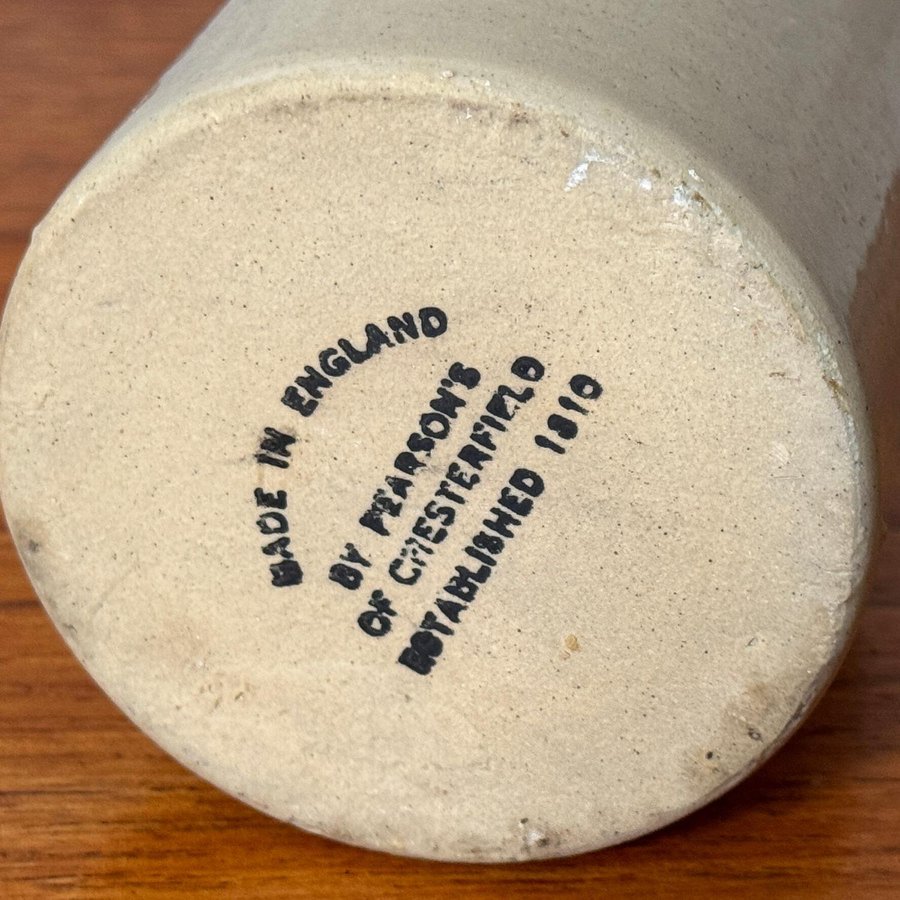 MADE IN ENGLAND
BY PEARSON'S
OF CHESTERFIELD
ESTABLISHED 1810